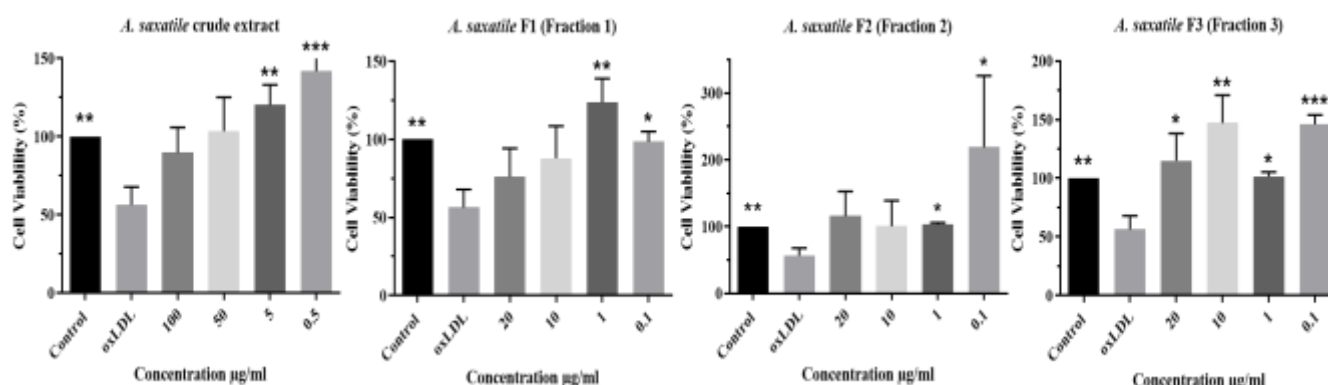 A. saxatile crude extract
***
**
**
Cell Viablility (%)
150
100
50
0
Control
oxLDL
100
50
5
0.5
Concentration µg/ml
A. saxatile F1 (Fraction 1)
**
**
*
Cell Viablility (%)
150
100
50
0
Control
oxLDL
20
10
1
0.1
Concentration µg/ml
A. saxatile F2 (Fraction 2)
*
**
*
Cell Viablility (%)
300
200
100
0
Control
oxLDL
20
10
1
0.1
Concentration µg/ml
A. saxatile F3 (Fraction 3)
**
***
*
**
*
Cell Viablility (%)
200
150
100
50
0
Control
oxLDL
20
10
1
0.1
Concentration µg/ml